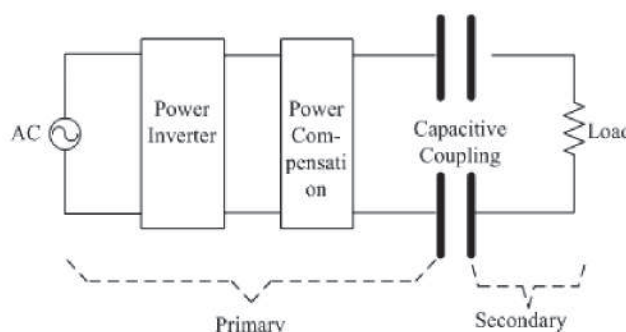 AC
Power
Inverter
Power
Com-
pensati
on
Capacitive
Coupling
Load
Primary
Secondary